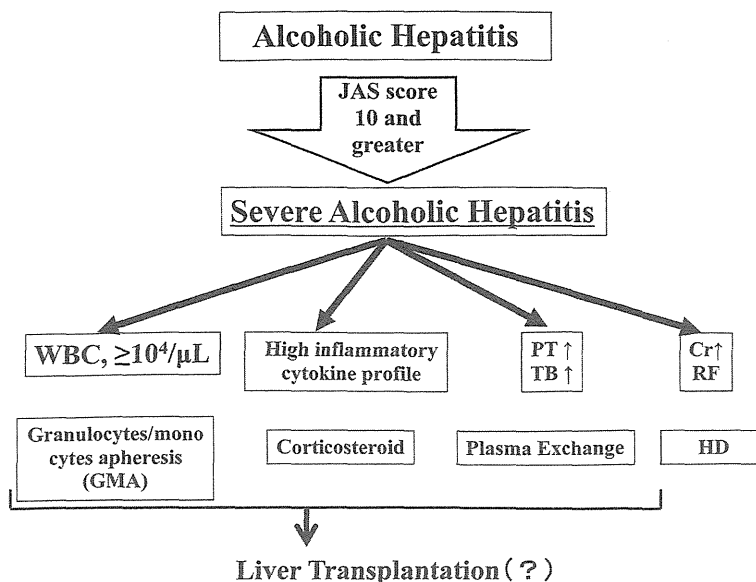 Alcoholic Hepatitis
JAS score
10 and
greater
Severe Alcoholic Hepatitis
WBC, ≥10⁴/μL
High inflammatory
cytokine profile
PT ↑
TB ↑
Cr↑
RF
Granulocytes/mono
cytes apheresis
(GMA)
Corticosteroid
Plasma Exchange
HD
Liver Transplantation(？)